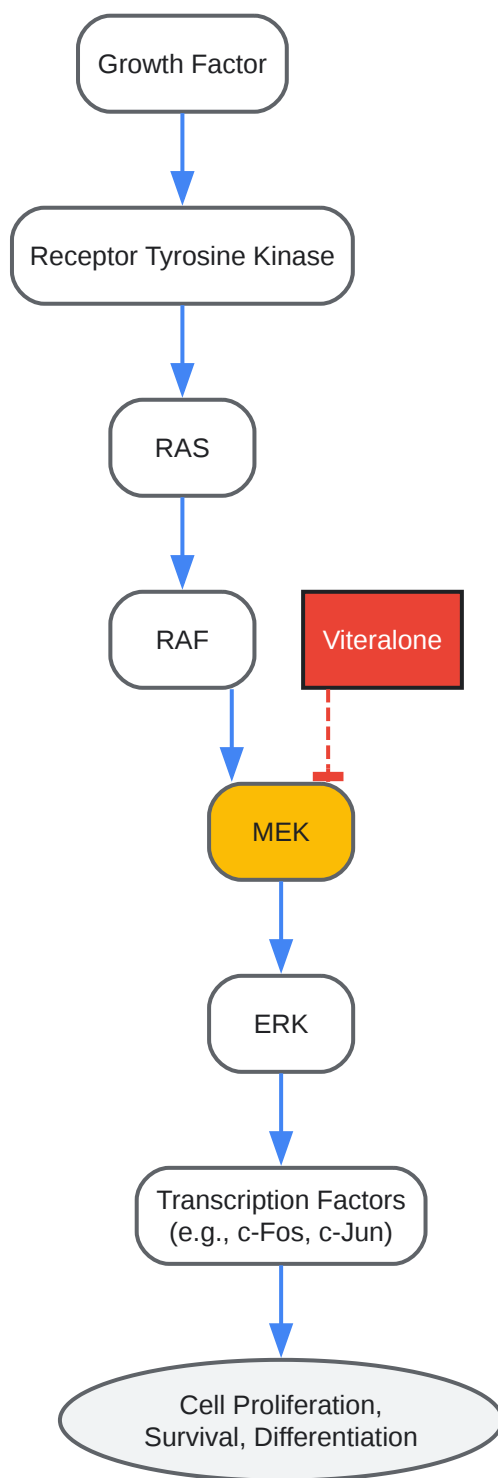 Growth Factor
Receptor Tyrosine Kinase
RAS
RAF
Viteralone
MEK
ERK
Transcription Factors
(e.g., c-Fos, c-Jun)
Cell Proliferation,
Survival, Differentiation